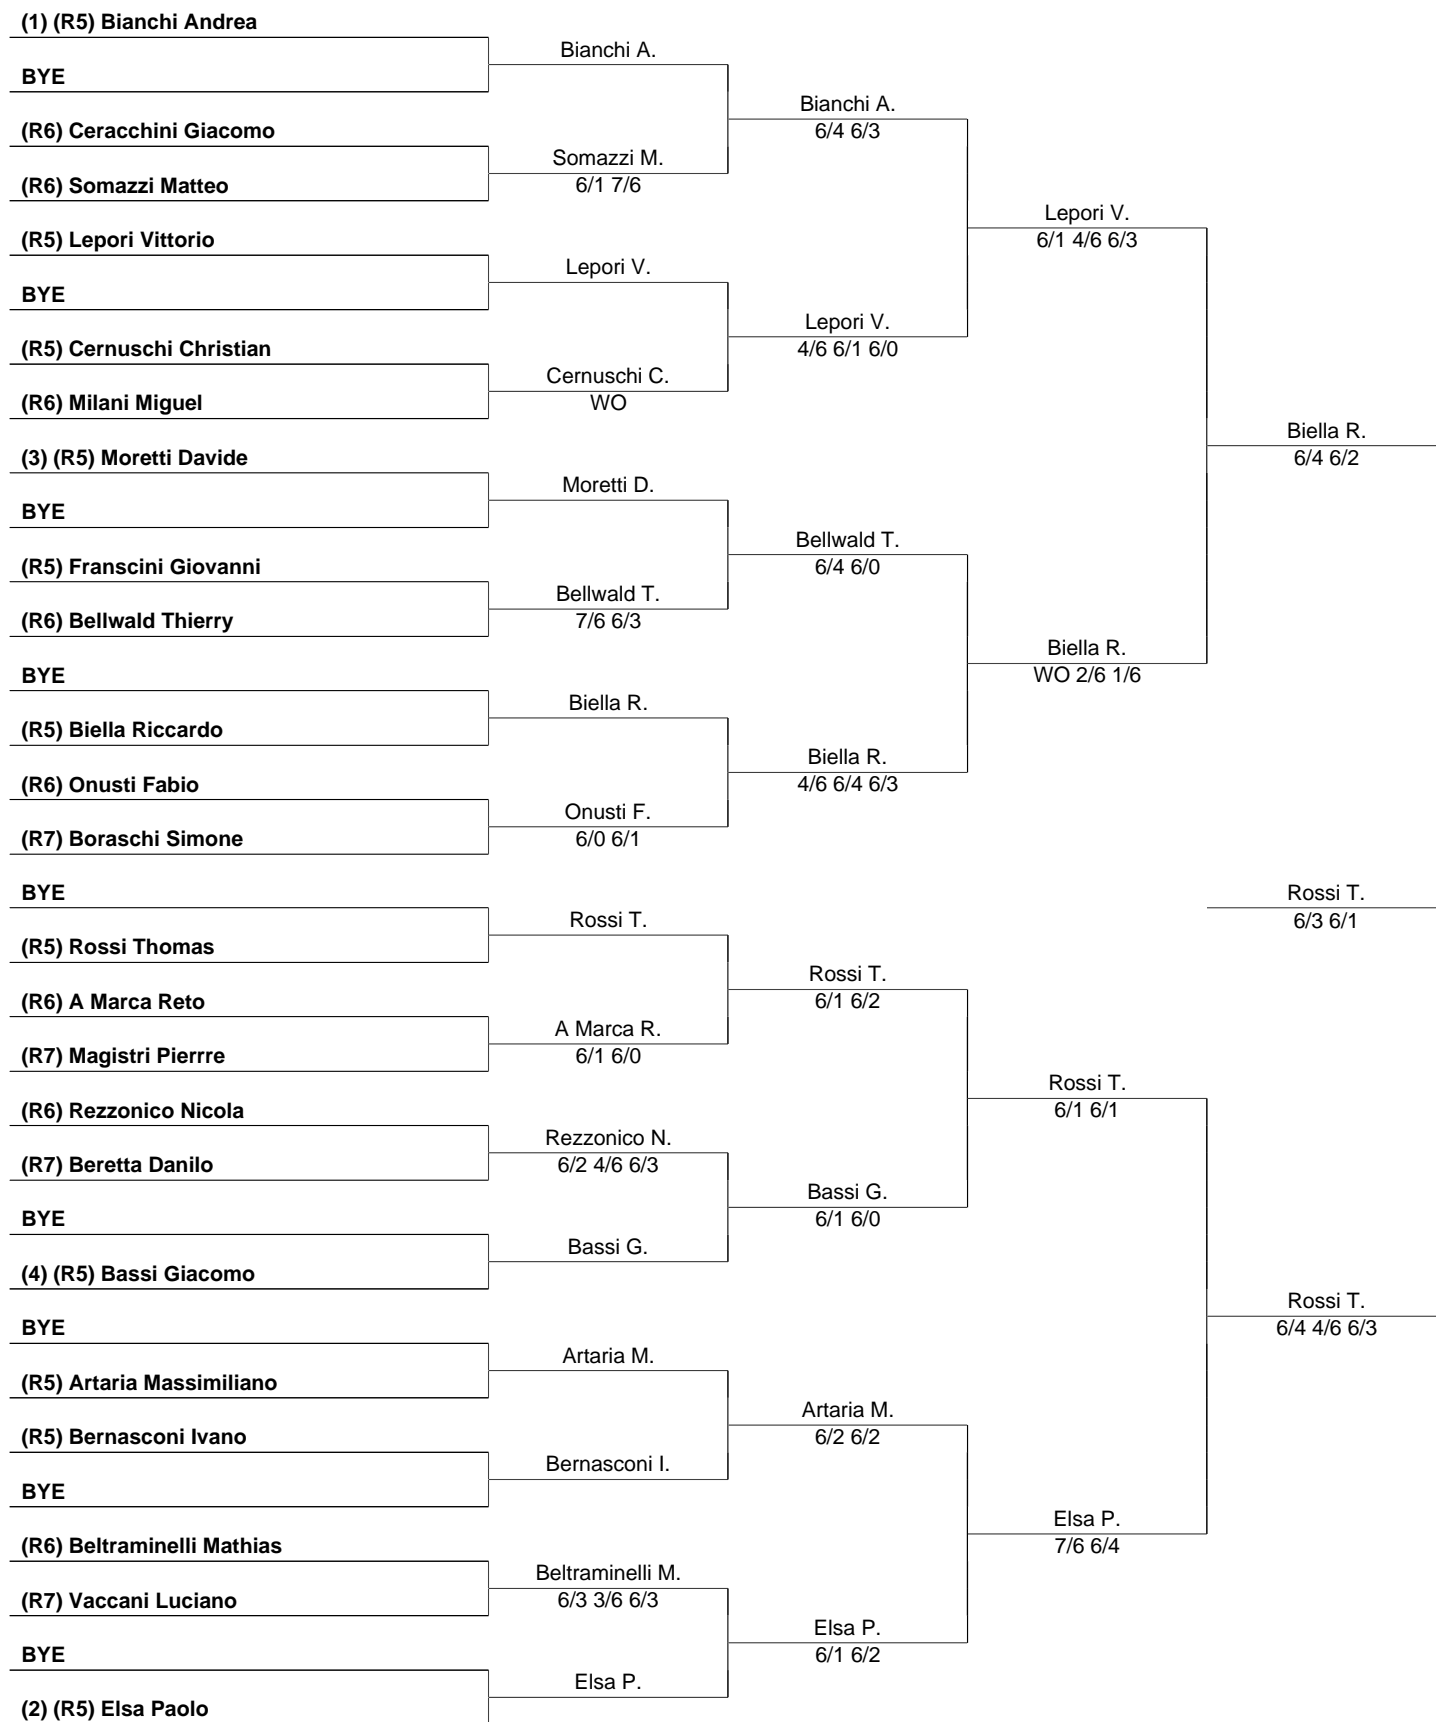 (1) (R5) Bianchi Andrea
BYE
(R6) Ceracchini Giacomo
(R6) Somazzi Matteo
(R5) Lepori Vittorio
BYE
(R5) Cernuschi Christian
(R6) Milani Miguel
(3) (R5) Moretti Davide
BYE
(R5) Franscini Giovanni
(R6) Bellwald Thierry
BYE
(R5) Biella Riccardo
(R6) Onusti Fabio
(R7) Boraschi Simone
BYE
(R5) Rossi Thomas
(R6) A Marca Reto
(R7) Magistri Pierrre
(R6) Rezzonico Nicola
(R7) Beretta Danilo
BYE
(4) (R5) Bassi Giacomo
BYE
(R5) Artaria Massimiliano
(R5) Bernasconi Ivano
BYE
(R6) Beltraminelli Mathias
(R7) Vaccani Luciano
BYE
(2) (R5) Elsa Paolo
Bianchi A.
Somazzi M.
6/1 7/6
Lepori V.
Cernuschi C.
WO
Moretti D.
Bellwald T.
7/6 6/3
Biella R.
Onusti F.
6/0 6/1
Rossi T.
A Marca R.
6/1 6/0
Rezzonico N.
6/2 4/6 6/3
Bassi G.
Artaria M.
Bernasconi I.
Beltraminelli M.
6/3 3/6 6/3
Elsa P.
Bianchi A.
6/4 6/3
Lepori V.
4/6 6/1 6/0
Bellwald T.
6/4 6/0
Biella R.
4/6 6/4 6/3
Rossi T.
6/1 6/2
Bassi G.
6/1 6/0
Artaria M.
6/2 6/2
Elsa P.
6/1 6/2
Lepori V.
6/1 4/6 6/3
Biella R.
WO 2/6 1/6
Rossi T.
6/1 6/1
Elsa P.
7/6 6/4
Biella R.
6/4 6/2
Rossi T.
6/3 6/1
Rossi T.
6/4 4/6 6/3